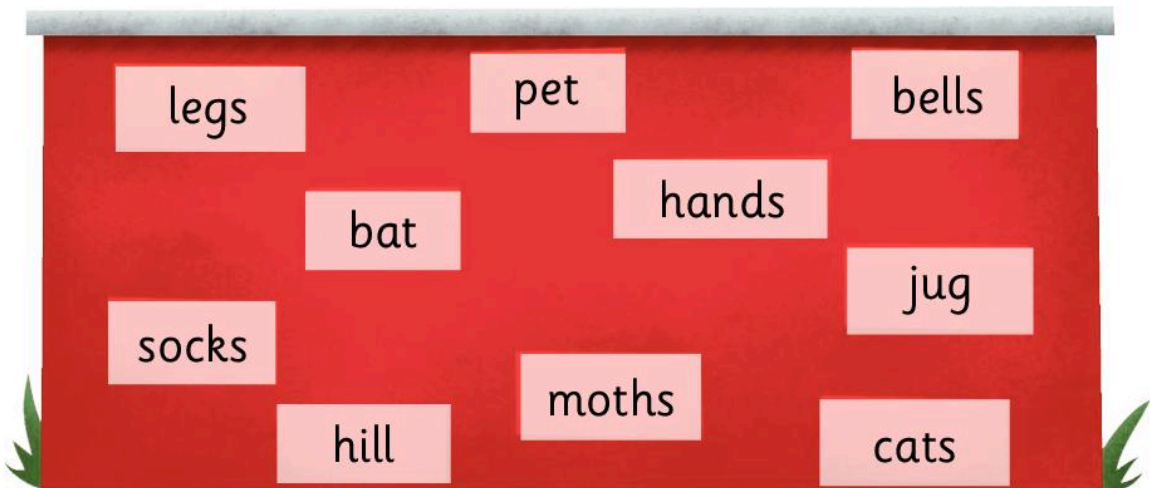 legs
pet
bells
bat
hands
jug
socks
moths
hill
cats